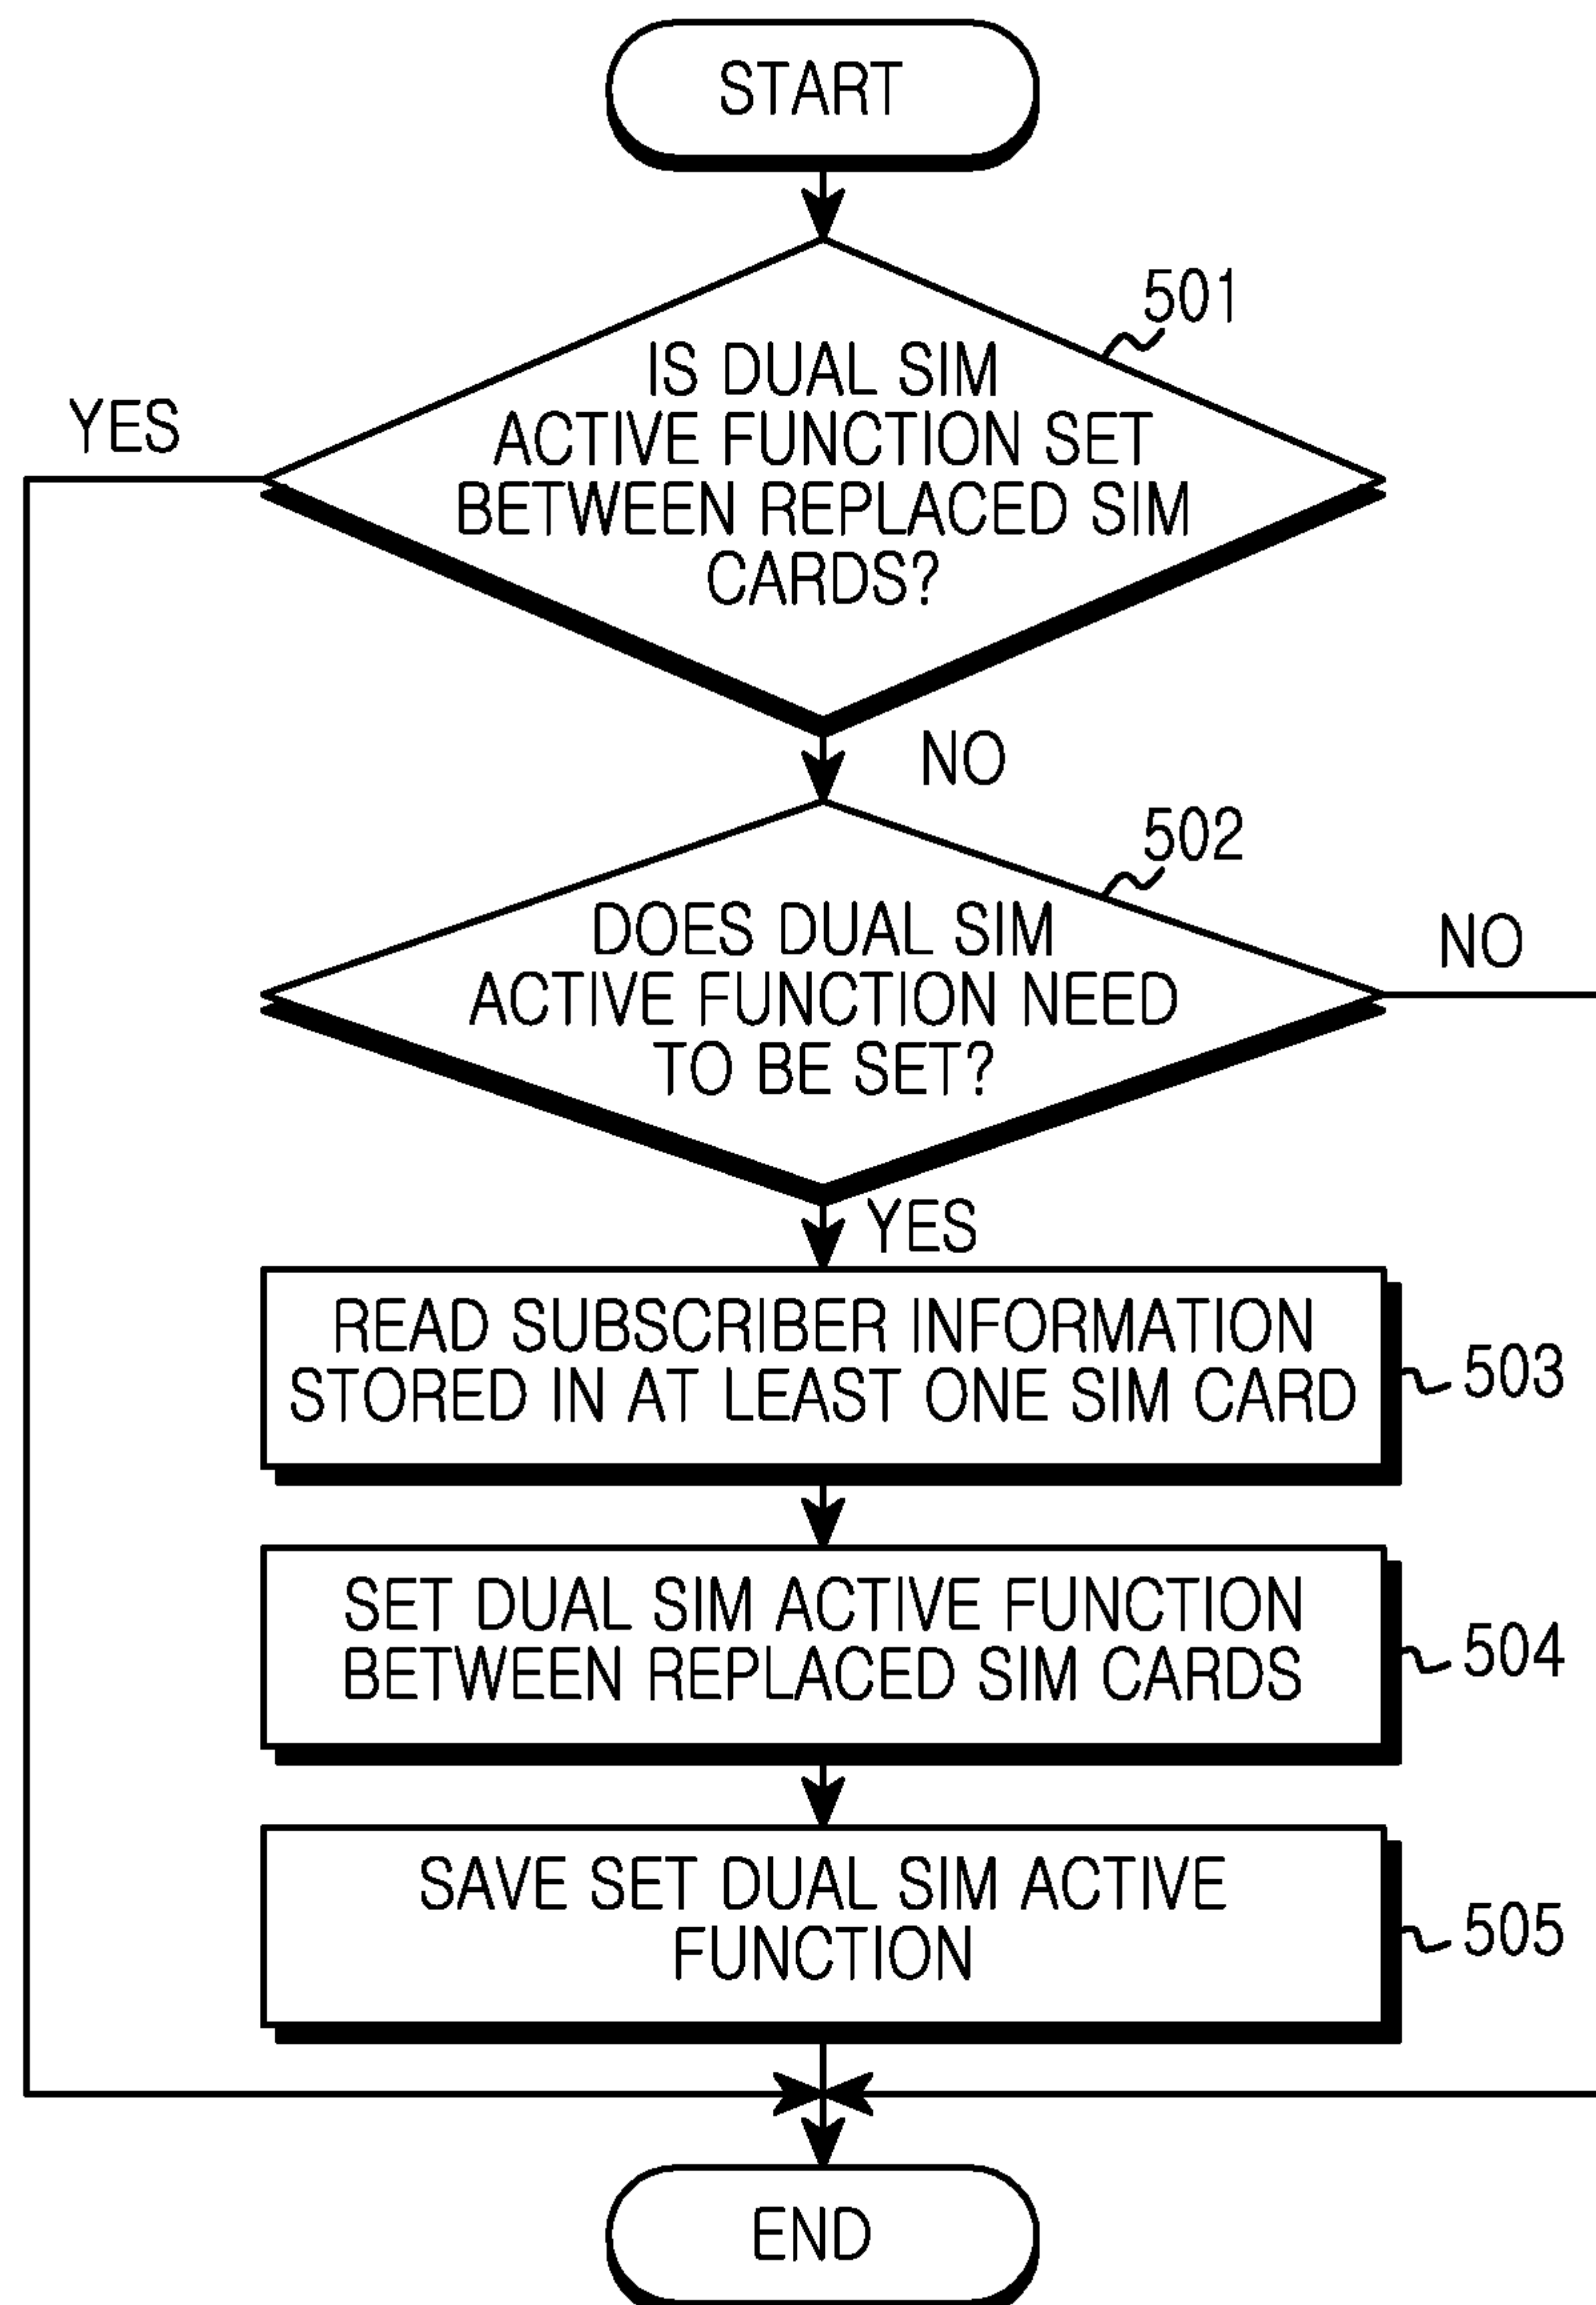 START
501
IS DUAL SIM
ACTIVE FUNCTION SET
BETWEEN REPLACED SIM
CARDS?
YES
NO
502
DOES DUAL SIM
ACTIVE FUNCTION NEED
TO BE SET?
NO
YES
READ SUBSCRIBER INFORMATION
STORED IN AT LEAST ONE SIM CARD
503
SET DUAL SIM ACTIVE FUNCTION
BETWEEN REPLACED SIM CARDS
504
SAVE SET DUAL SIM ACTIVE
FUNCTION
505
END